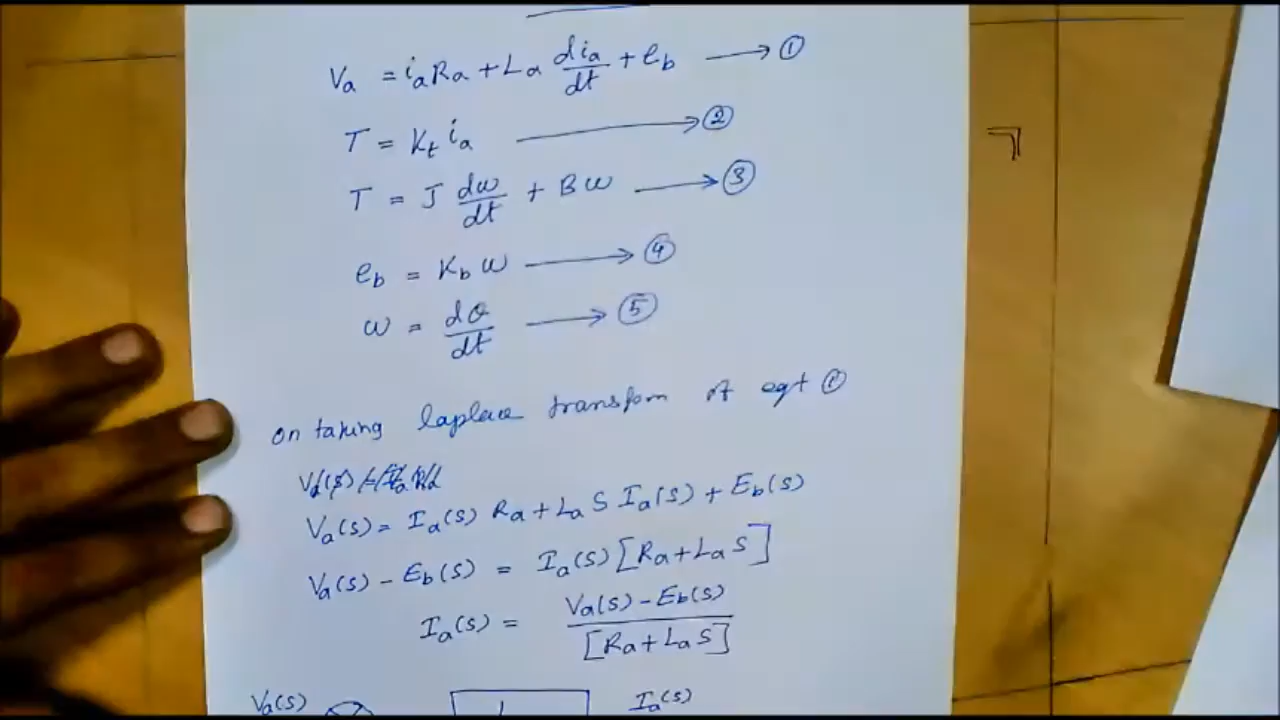 Va = iaRa + La dia/dt + eb → ①
T = Kt ia → ②
T = J dω/dt + Bω → ③
eb = Kb ω → ④
ω = dθ/dt → ⑤
on taking laplace transfom of eqt ①
Va(s) = Ia(s) Ra + La S Ia(s) + Eb(s)
Va(s) - Eb(s) = Ia(s) [Ra + La S]
Ia(s) = Va(s) - Eb(s) / [Ra + La S]
Va(s) Ia(s)